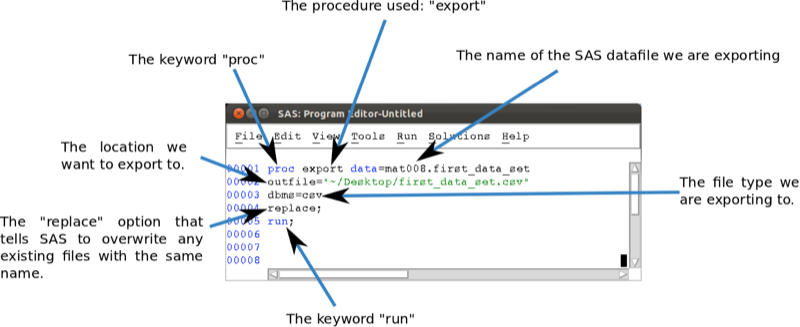 The procedure used: "export"
The keyword "proc"
The name of the SAS datafile we are exporting
SAS: Program Editor-Untitled
File Edit View Tools Run Solutions Help
The location we
want to export to.
00001 proc export data=mat008.first_data_set
00002 outfile="~/Desktop/first_data_set.csv"
00003 dbms=csv
00004 replace;
00005 run;
00006
00007
00008
The file type we
are exporting to.
The "replace" option that
tells SAS to overwrite any
existing files with the same
name.
The keyword "run"